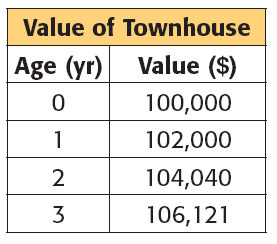 Value of Townhouse
Age (yr) Value ($)
0 100,000
1 102,000
2 104,040
3 106,121